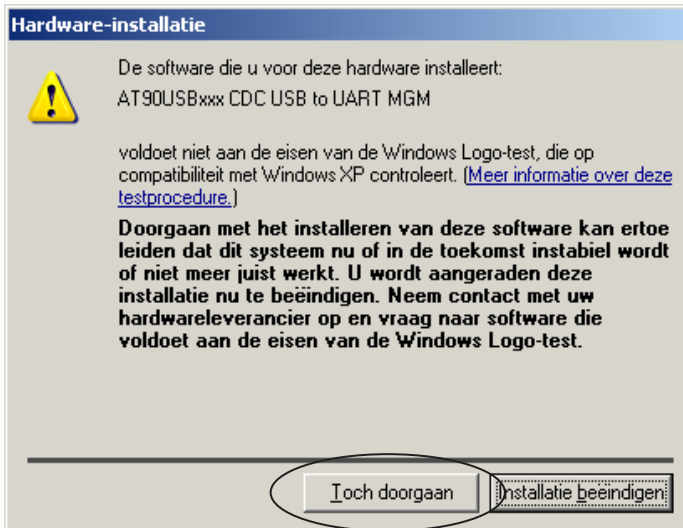 Hardware-installatie
De software die u voor deze hardware installeert:
AT90USBxxx CDC USB to UART MGM
voldoet niet aan de eisen van de Windows Logo-test, die op
compatibiliteit met Windows XP controleert. (Meer informatie over deze
testprocedure.)
Doorgaan met het installeren van deze software kan ertoe
leiden dat dit systeem nu of in de toekomst instabiel wordt
of niet meer juist werkt. U wordt aangeraden deze
installatie nu te beëindigen. Neem contact met uw
hardwareleverancier op en vraag naar software die
voldoet aan de eisen van de Windows Logo-test.
Toch doorgaan
Installatie beëindigen